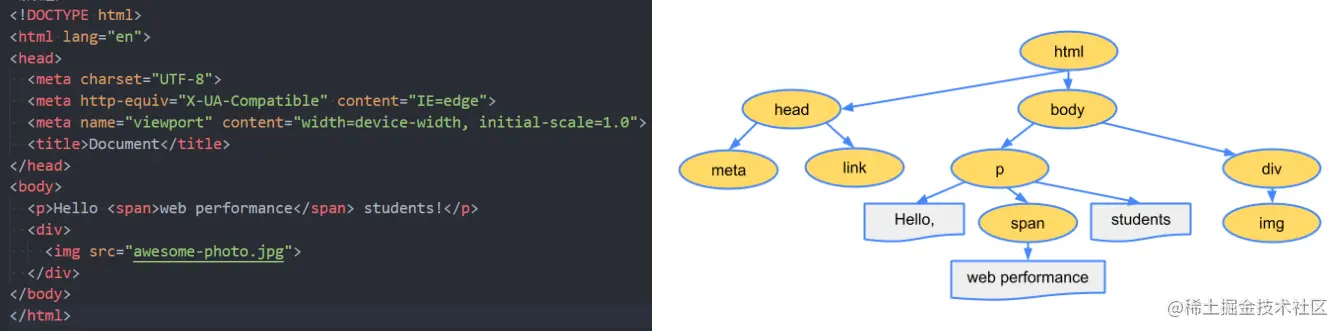 <!DOCTYPE html>
<html lang="en">
<head>
<meta charset="UTF-8">
<meta http-equiv="X-UA-Compatible" content="IE=edge">
<meta name="viewport" content="width=device-width, initial-scale=1.0">
<title>Document</title>
</head>
<body>
<p>Hello <span>web performance</span> students!</p>
<div>
<img src="awesome-photo.jpg">
</div>
</body>
</html>
html
head
body
meta
link
p
div
Hello,
span
students
img
web performance
@稀土掘金技术社区